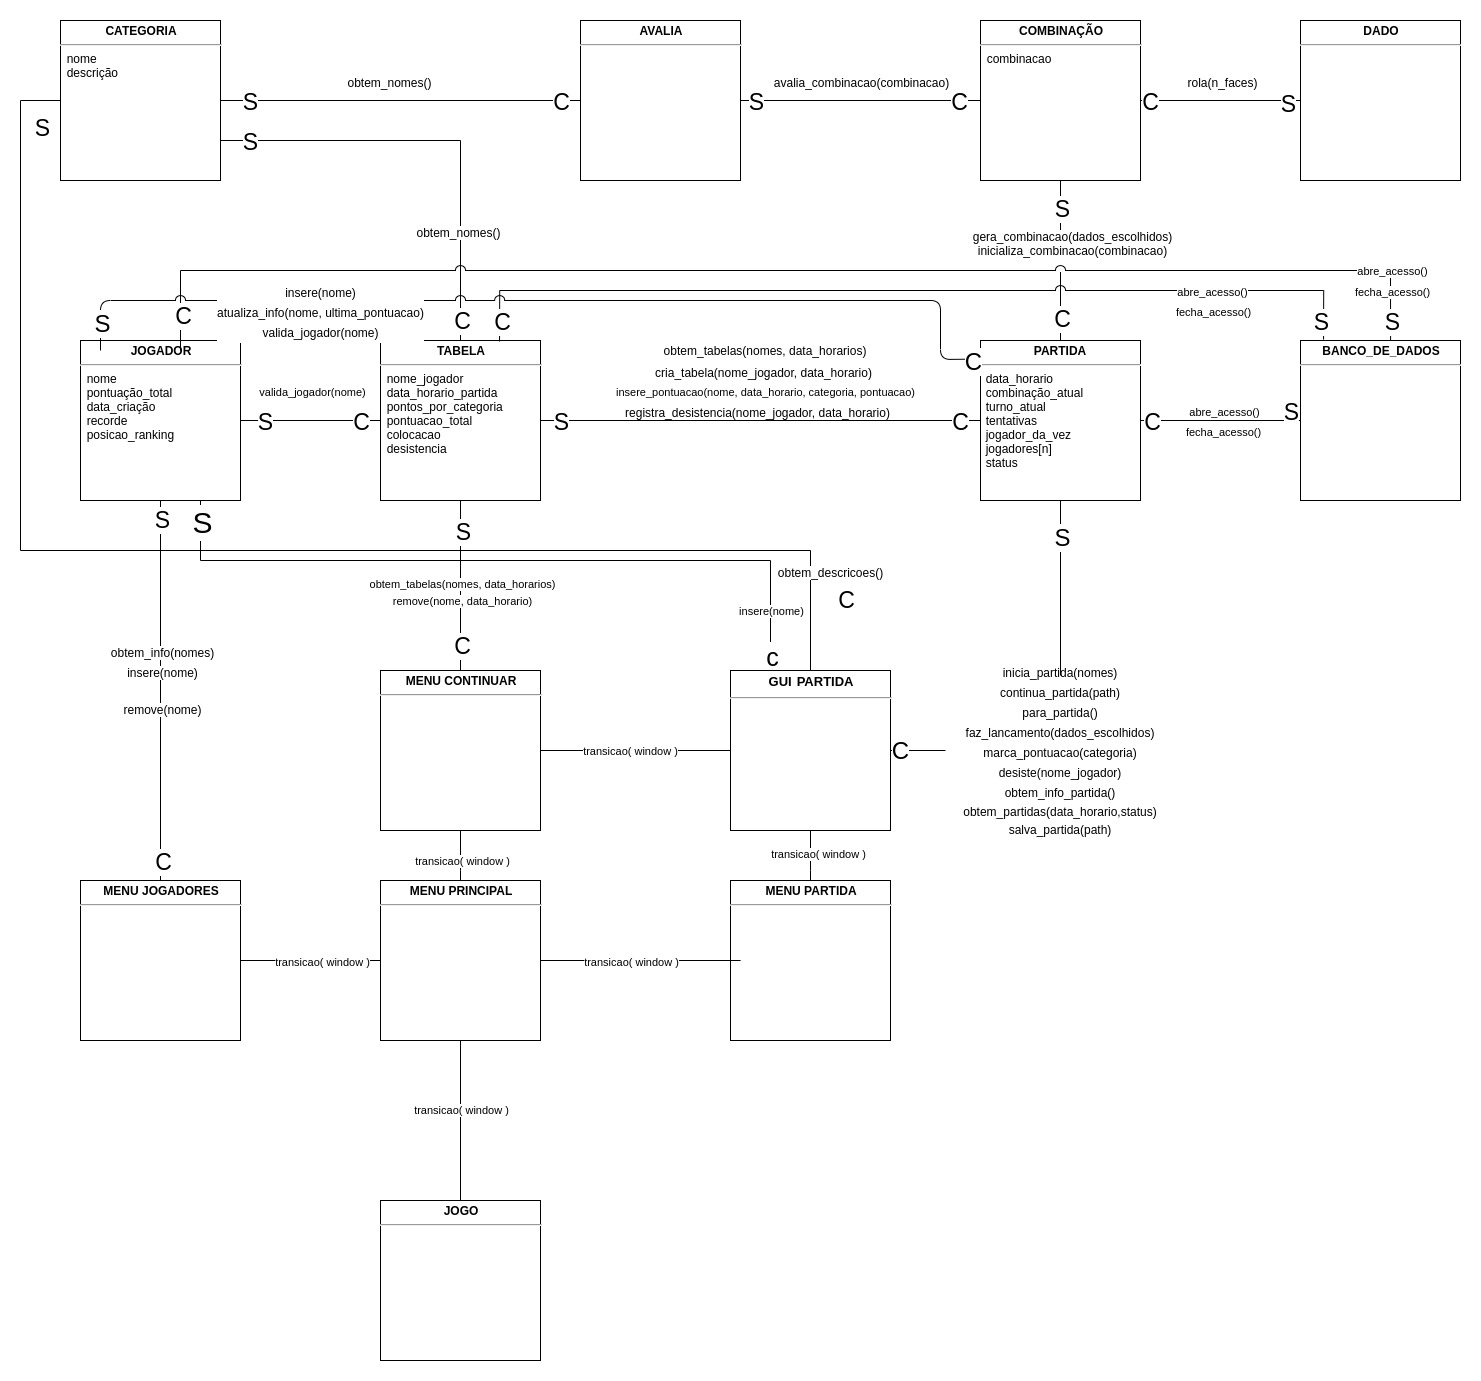 CATEGORIA
nome
descrição
AVALIA
COMBINAÇÃO
combinacao
DADO
S
obtem_nomes()
C
S
avalia_combinacao(combinacao)
C
C
rola(n_faces)
S
S
S
S
obtem_nomes()
gera_combinacao(dados_escolhidos)
inicializa_combinacao(combinacao)
abre_acesso()
fecha_acesso()
insere(nome)
atualiza_info(nome, ultima_pontuacao)
valida_jogador(nome)
abre_acesso()
fecha_acesso()
S
C
C
C
C
S
S
C
JOGADOR
nome
pontuação_total
data_criação
recorde
posicao_ranking
valida_jogador(nome)
S
C
TABELA
nome_jogador
data_horario_partida
pontos_por_categoria
pontuacao_total
colocacao
desistencia
obtem_tabelas(nomes, data_horarios)
cria_tabela(nome_jogador, data_horario)
insere_pontuacao(nome, data_horario, categoria, pontuacao)
registra_desistencia(nome_jogador, data_horario)
S
C
PARTIDA
data_horario
combinação_atual
turno_atual
tentativas
jogador_da_vez
jogadores[n]
status
C
abre_acesso()
fecha_acesso()
S
BANCO_DE_DADOS
S
S
S
S
obtem_tabelas(nomes, data_horarios)
remove(nome, data_horario)
C
obtem_descricoes()
C
insere(nome)
c
obtem_info(nomes)
insere(nome)
remove(nome)
C
MENU CONTINUAR
transicao( window )
GUI PARTIDA
C
inicia_partida(nomes)
continua_partida(path)
para_partida()
faz_lancamento(dados_escolhidos)
marca_pontuacao(categoria)
desiste(nome_jogador)
obtem_info_partida()
obtem_partidas(data_horario,status)
salva_partida(path)
transicao( window )
transicao( window )
MENU JOGADORES
MENU PRINCIPAL
MENU PARTIDA
transicao( window )
transicao( window )
transicao( window )
JOGO